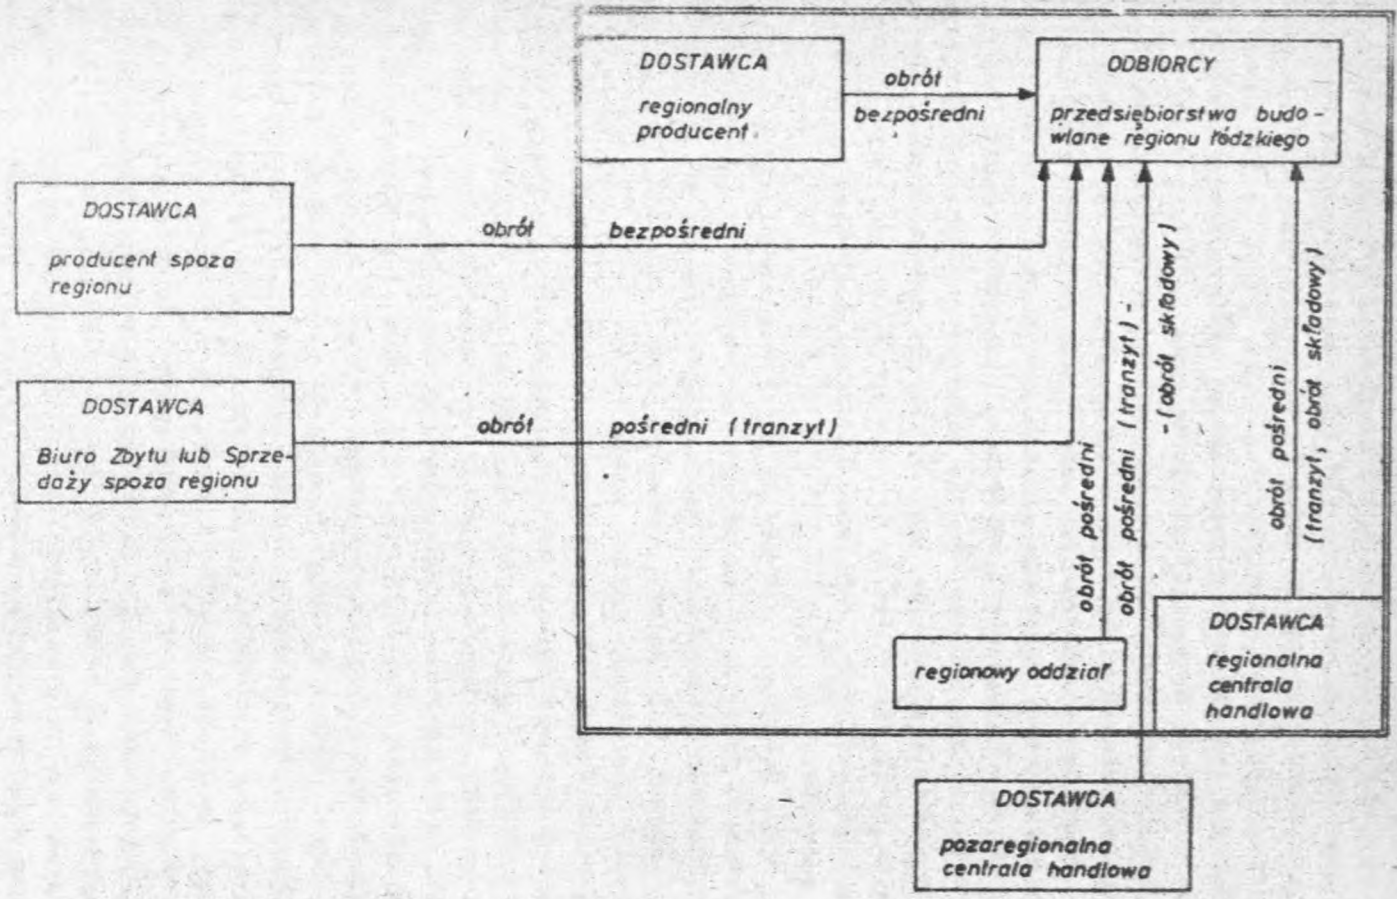 DOSTAWCA
regionalny
producent
obrót
bezpośredni
ODBIORCY
przedsiębiorstwa budo-
wlane regionu łódzkiego
DOSTAWCA
producent spoza
regionu
obrót bezpośredni
DOSTAWCA
Biuro Zbytu lub Sprze-
daży spoza regionu
obrót pośredni (tranzyt)
obrót pośredni
obrót pośredni (tranzyt) -
- (obrót składowy)
obrót pośredni
(tranzyt, obrót składowy)
regionowy oddział
DOSTAWCA
regionalna
centrala
handlowa
DOSTAWCA
pozaregionalna
centrala handlowa